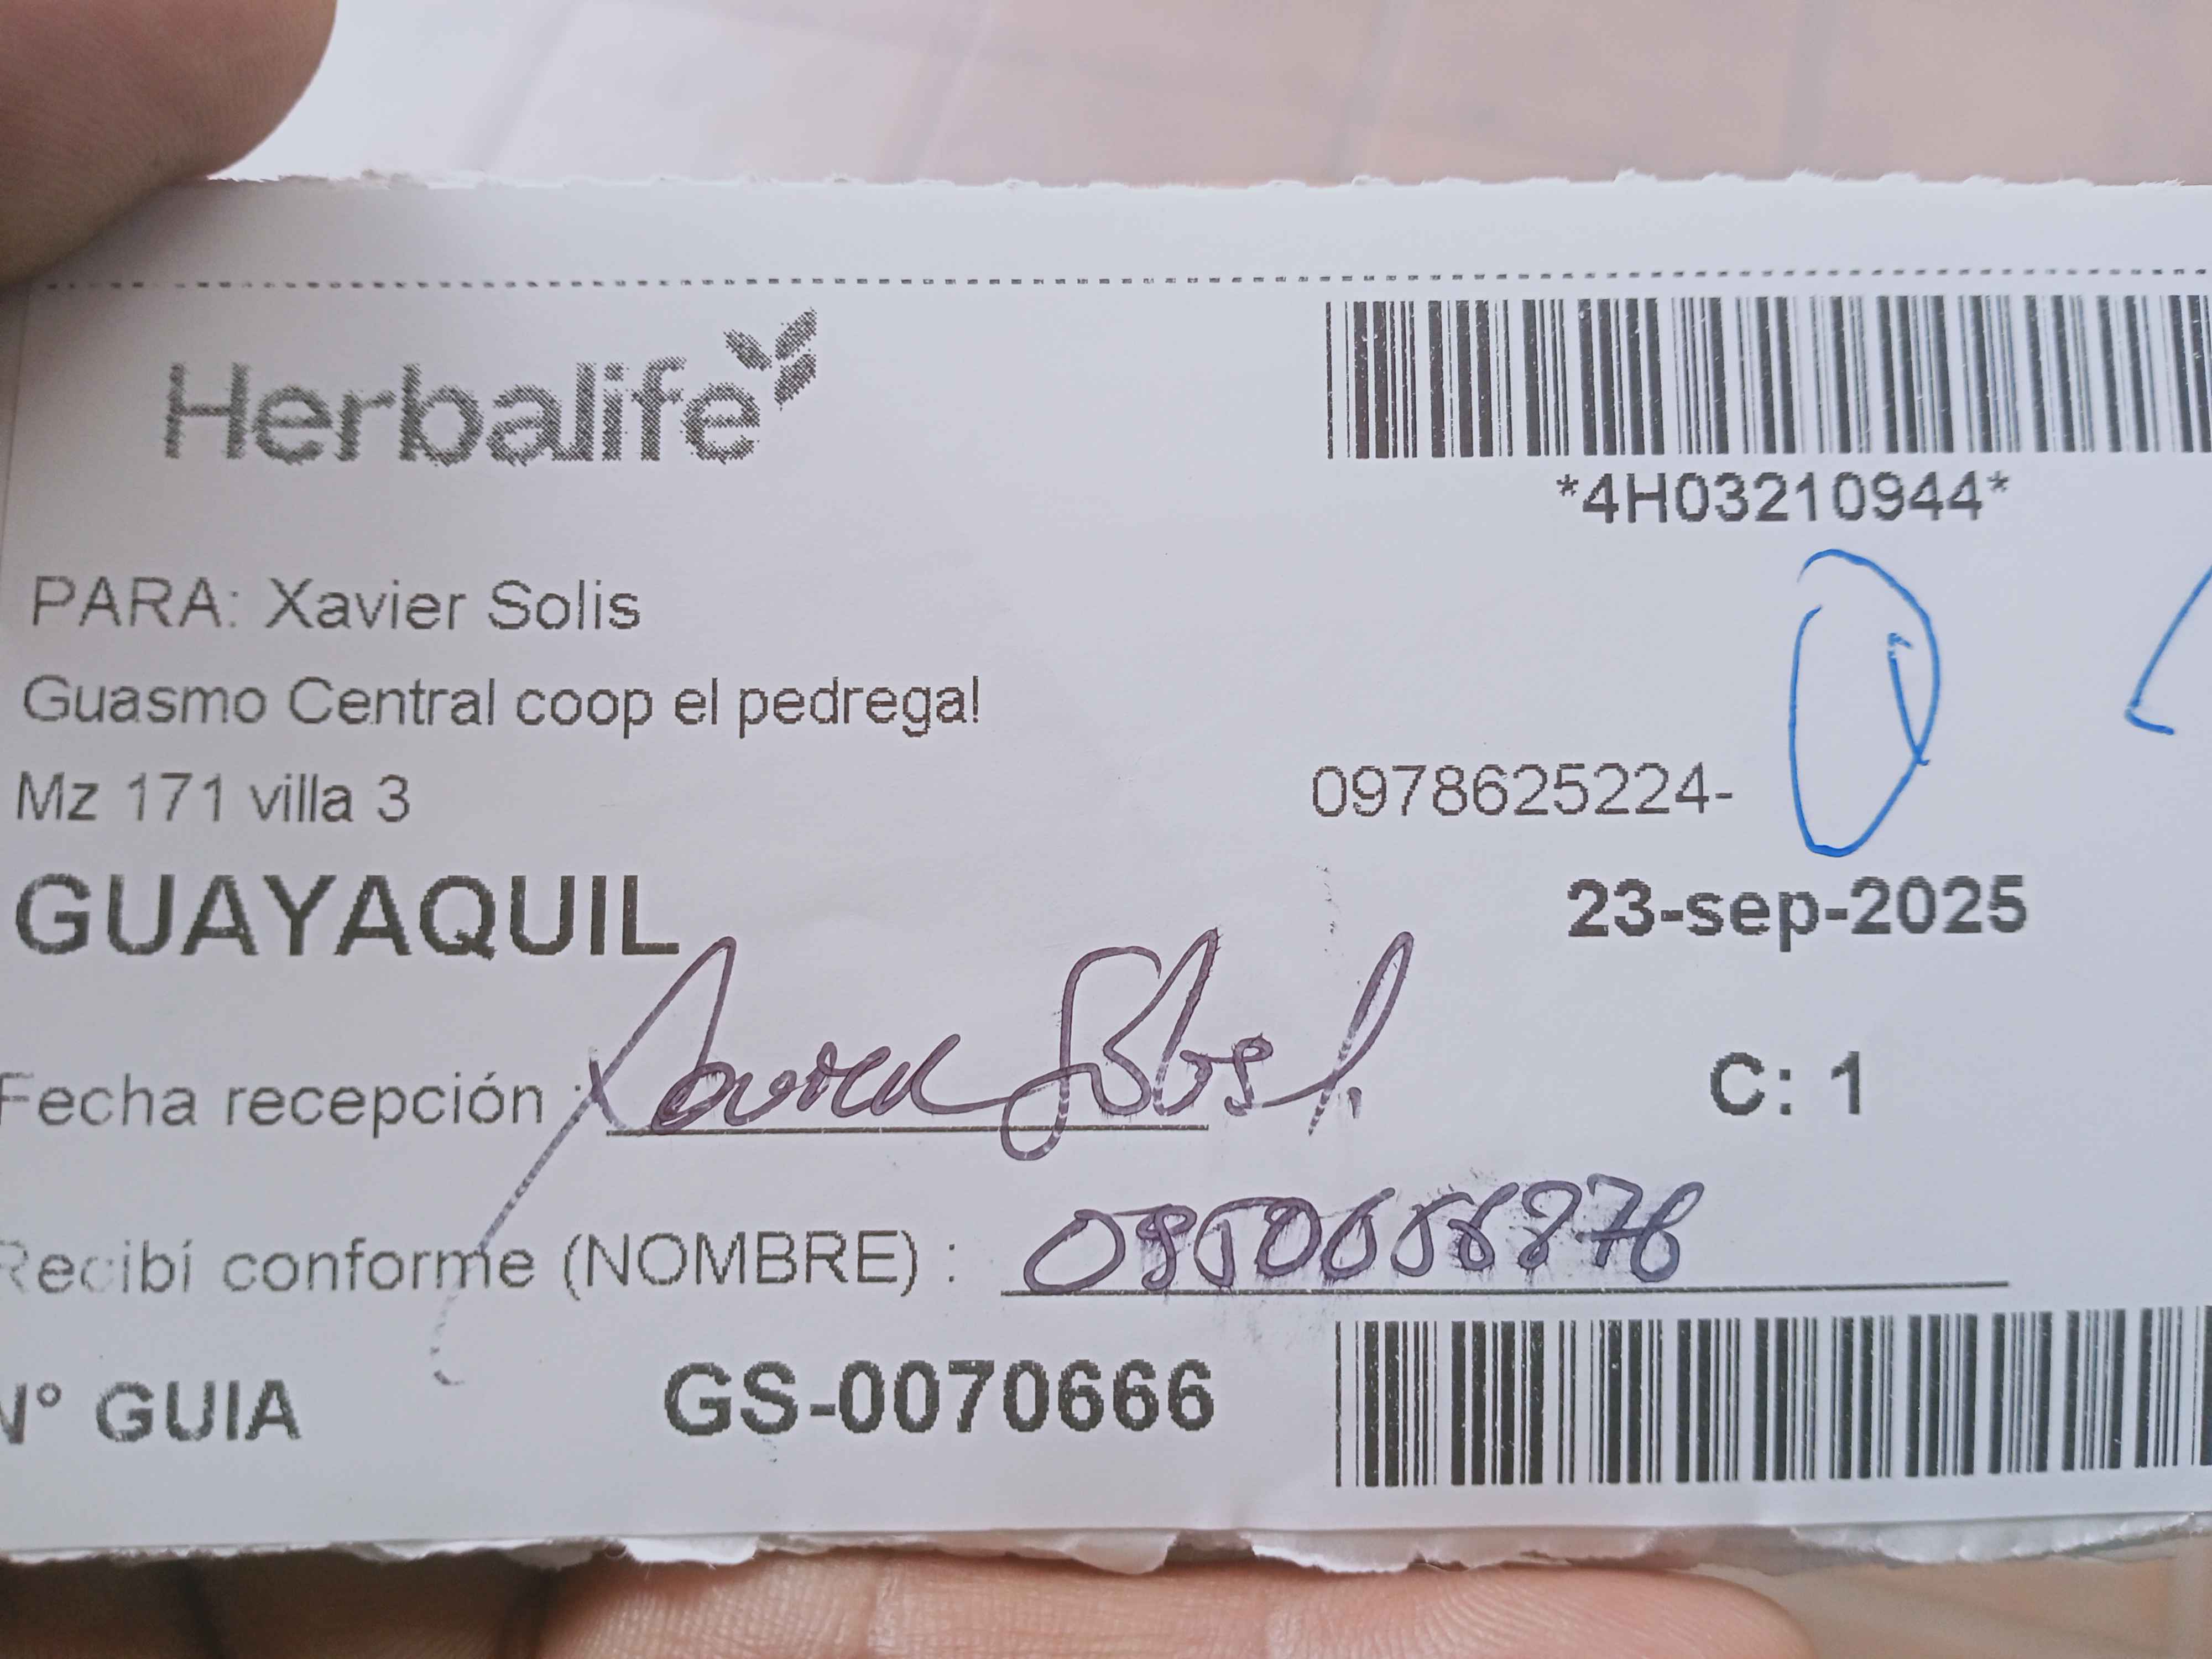 Herbalife
*4H03210944*
PARA: Xavier Solis
Guasmo Central coop el pedregal
Mz 171 villa 3
0978625224-
GUAYAQUIL
23-sep-2025
Fecha recepción :
C: 1
Recibí conforme (NOMBRE) : 0950656876
N° GUIA GS-0070666